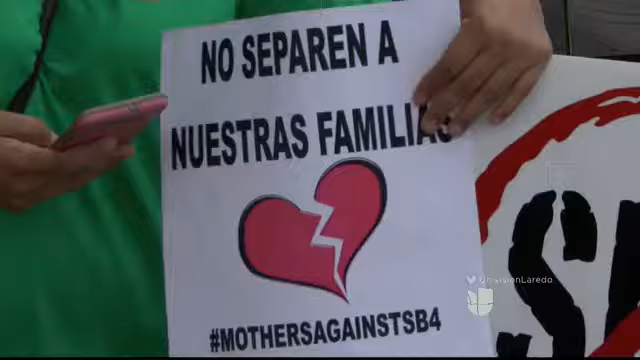 NO SEPAREN A
NUESTRAS FAMILIAS
#MOTHERSAGAINSTSB4
UnivisionLaredo